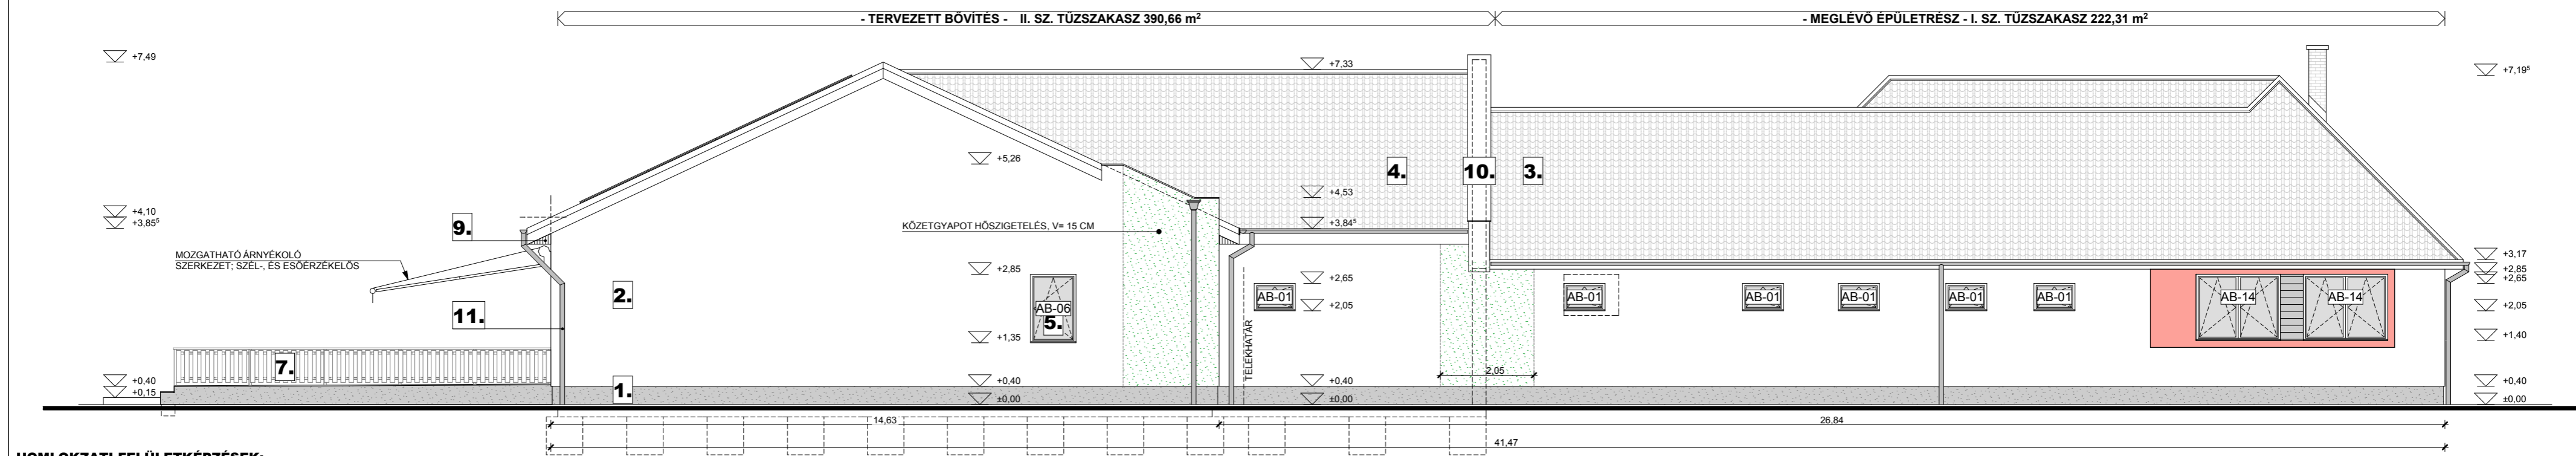 - TERVEZETT BŐVÍTÉS - II. SZ. TŰZSZAKASZ 390,66 m²
- MEGLÉVŐ ÉPÜLETRÉSZ - I. SZ. TŰZSZAKASZ 222,31 m²
+7,49
+7,33
+7,19⁵
+5,26
4.
10.
3.
+4,53
+4,10
+3,85⁵
9.
KŐZETGYAPOT HŐSZIGETELÉS, V= 15 CM
+3,84⁵
MOZGATHATÓ ÁRNYÉKOLÓ
SZERKEZET; SZÉL-, ÉS ESŐÉRZÉKELŐS
+3,17
+2,85
+2,65
+2,85
+2,65
2.
AB-01
AB-01
AB-01
AB-01
AB-01
AB-01
AB-14
AB-14
AB-06
5.
+2,05
+2,05
11.
+1,35
TELEKHATÁR
+1,40
7.
2,05
+0,40
+0,15
1.
+0,40
±0,00
+0,40
±0,00
+0,40
±0,00
14,63
26,84
41,47
HOMLOKZATI FELÜLETKÉPZÉSEK: